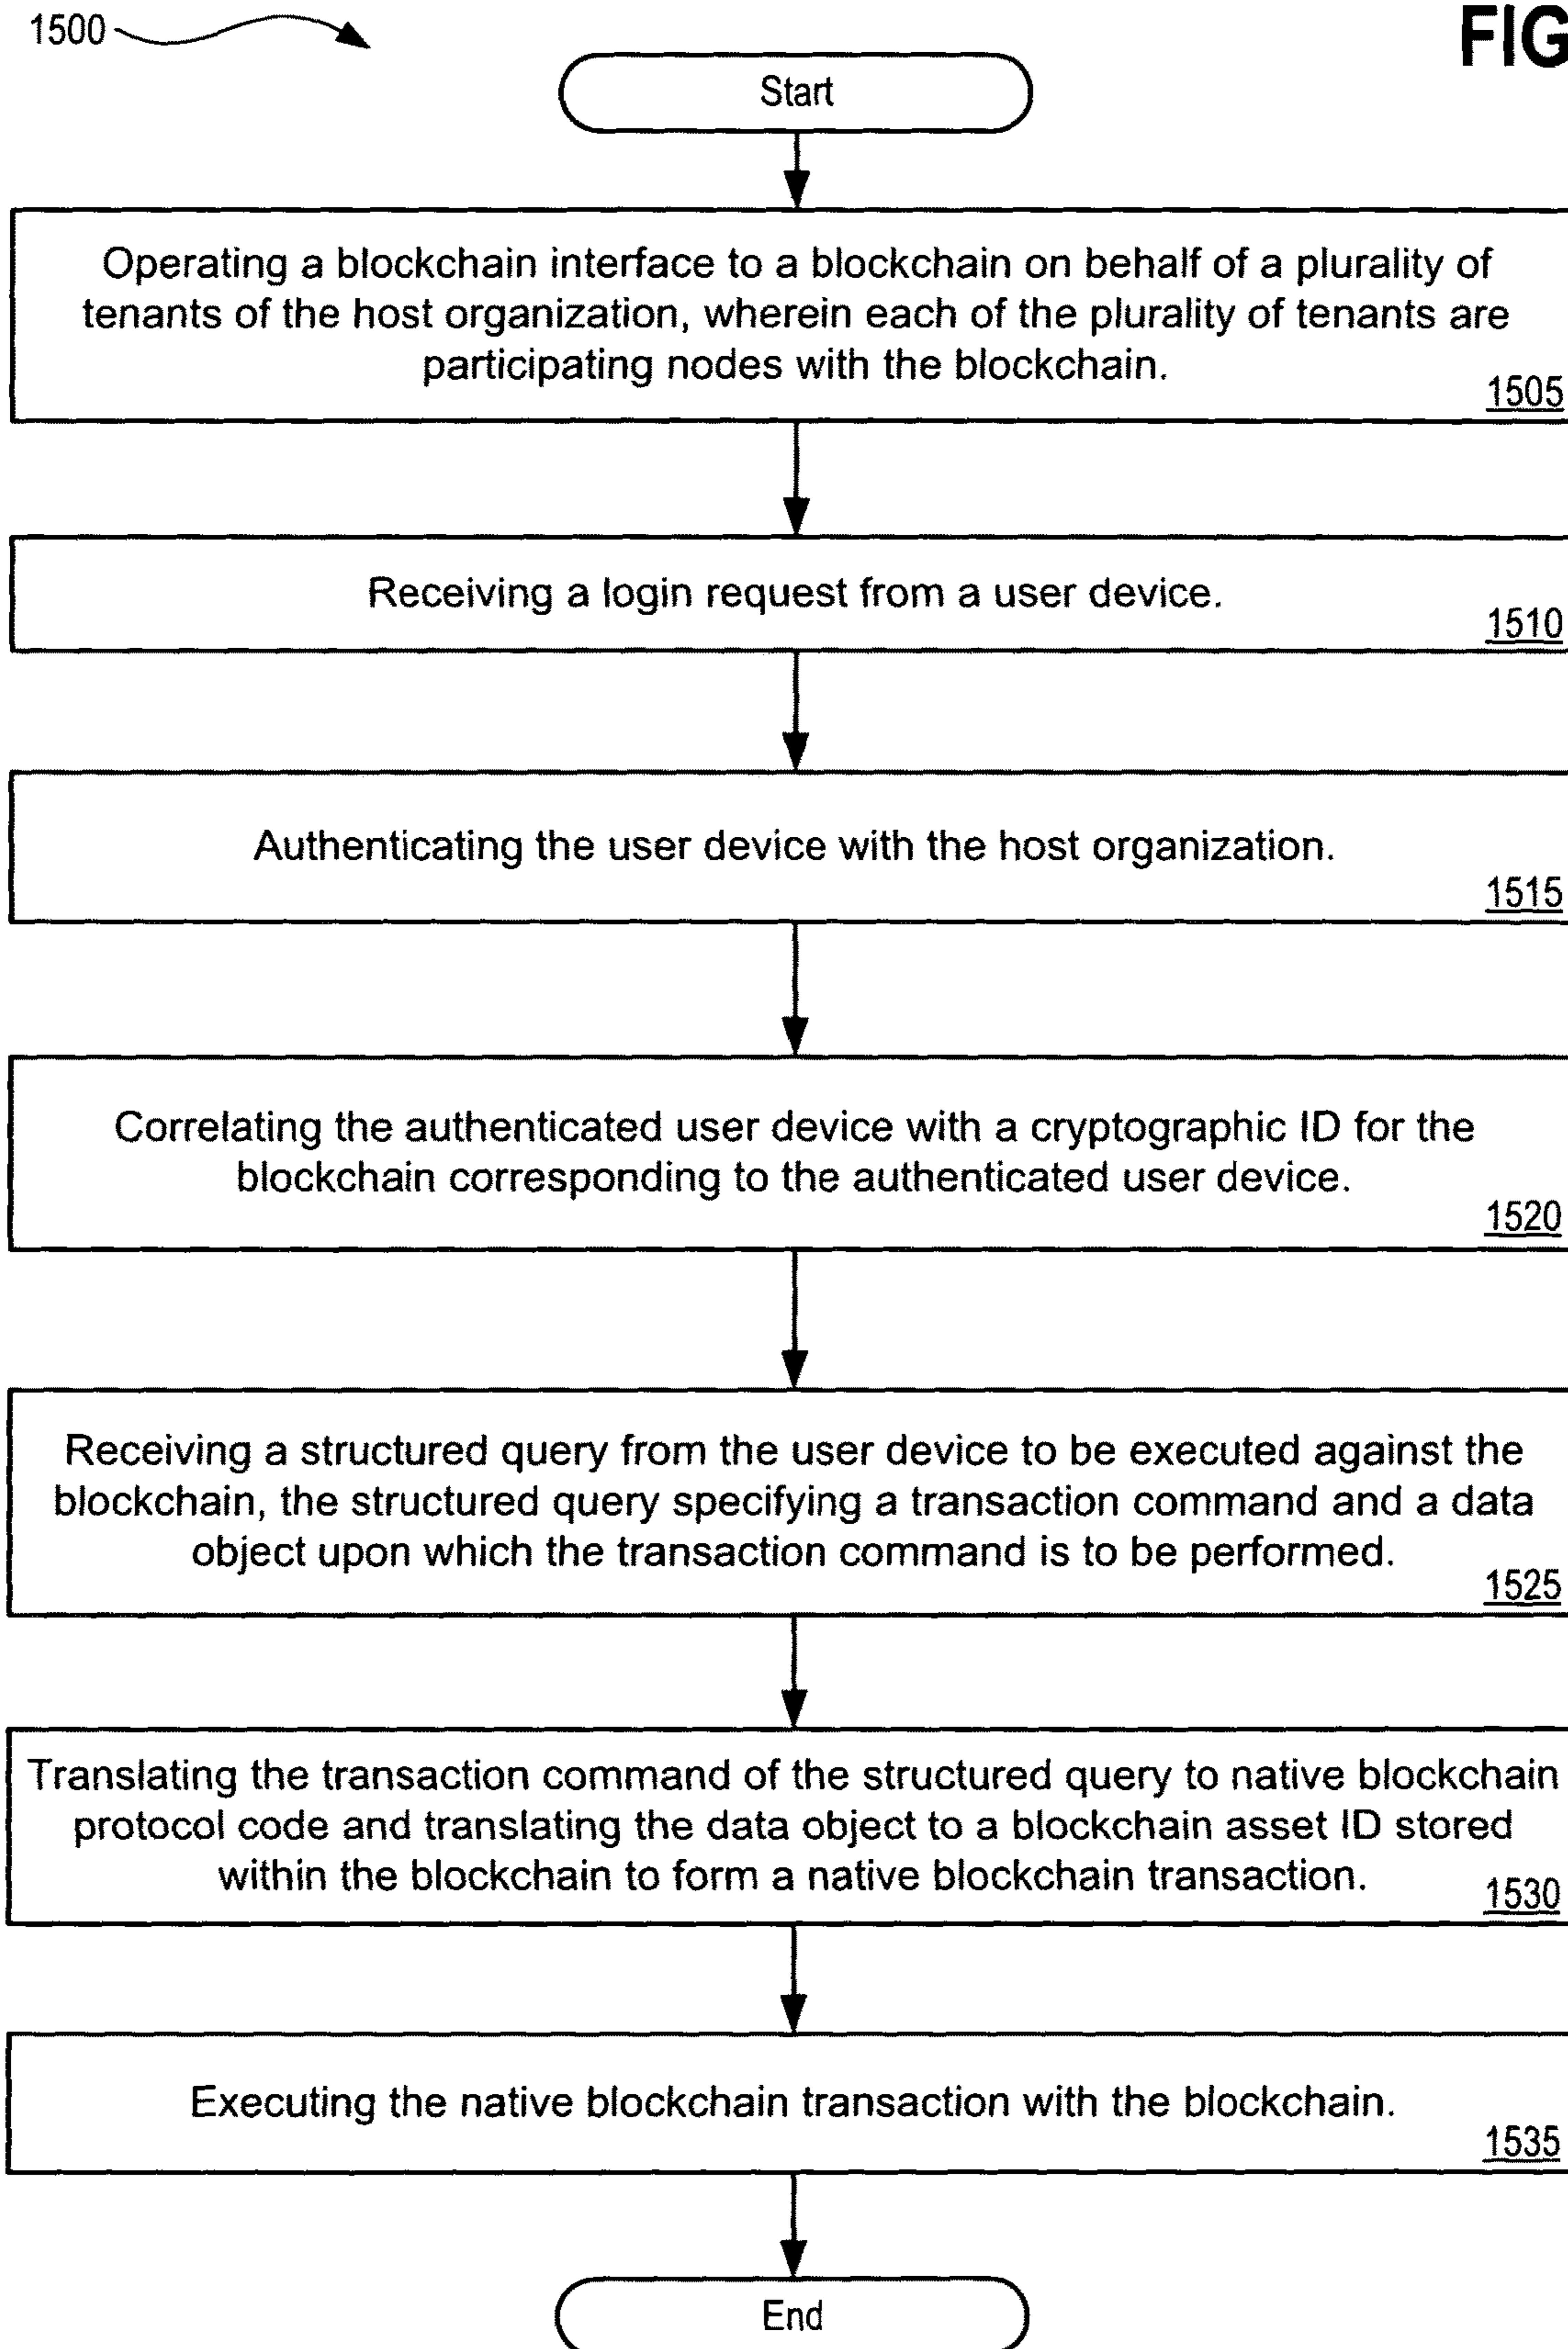 1500
FIG
Start
Operating a blockchain interface to a blockchain on behalf of a plurality of
tenants of the host organization, wherein each of the plurality of tenants are
participating nodes with the blockchain.
1505
Receiving a login request from a user device.
1510
Authenticating the user device with the host organization.
1515
Correlating the authenticated user device with a cryptographic ID for the
blockchain corresponding to the authenticated user device.
1520
Receiving a structured query from the user device to be executed against the
blockchain, the structured query specifying a transaction command and a data
object upon which the transaction command is to be performed.
1525
Translating the transaction command of the structured query to native blockchain
protocol code and translating the data object to a blockchain asset ID stored
within the blockchain to form a native blockchain transaction.
1530
Executing the native blockchain transaction with the blockchain.
1535
End